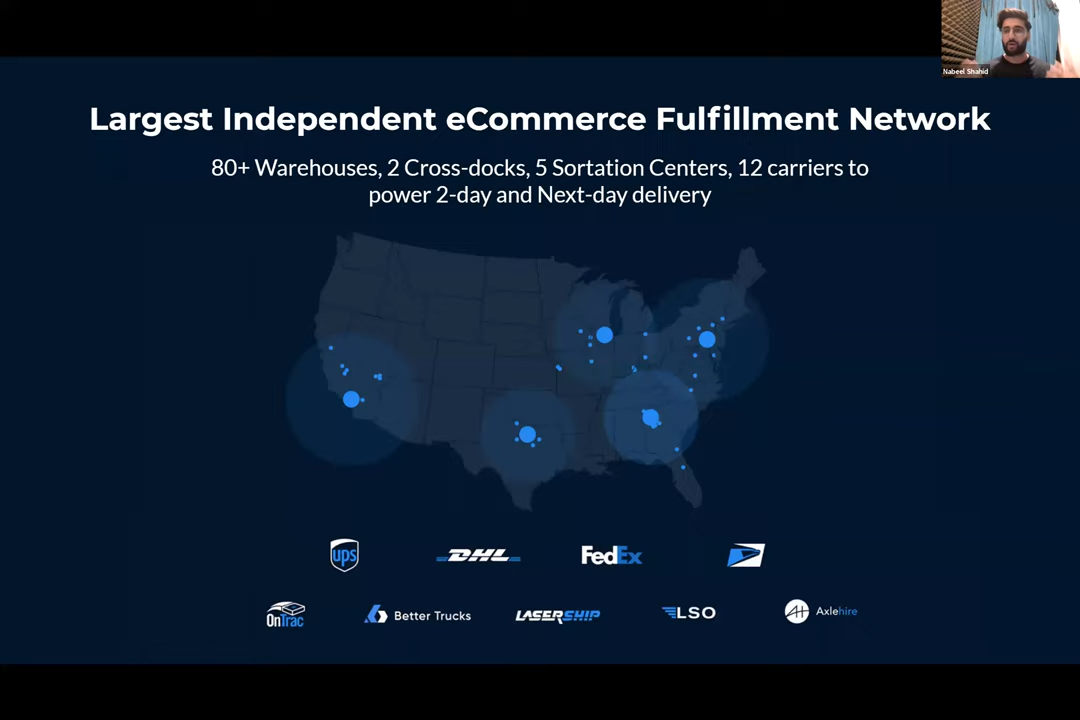 Nabeel Shahid
Largest Independent eCommerce Fulfillment Network
80+ Warehouses, 2 Cross-docks, 5 Sortation Centers, 12 carriers to
power 2-day and Next-day delivery
ups
DHL
FedEx
OnTrac
Better Trucks
LASERSHIP
LSO
AH Axlehire